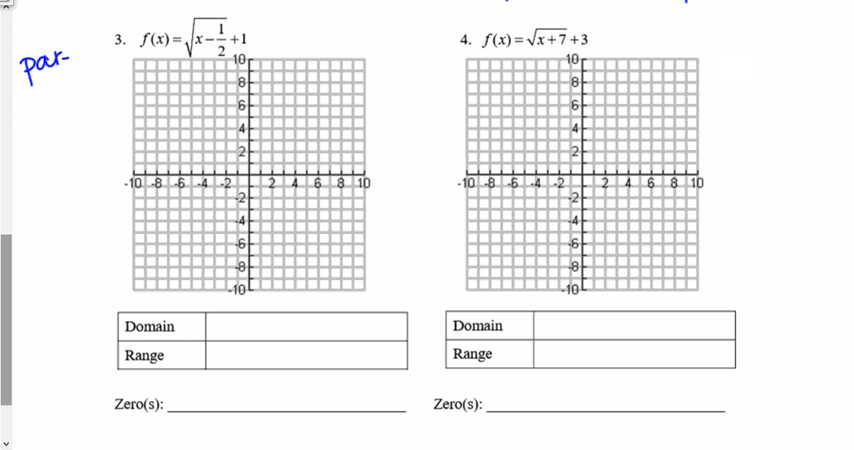 3. f(x) = √(x − 1/2) + 1
4. f(x) = √(x + 7) + 3
par-
10
8
6
4
2
-10 -8 -6 -4 -2 2 4 6 8 10
-2
-4
-6
-8
-10
10
8
6
4
2
-10 -8 -6 -4 -2 2 4 6 8 10
-2
-4
-6
-8
-10
Domain
Range
Domain
Range
Zero(s):
Zero(s):